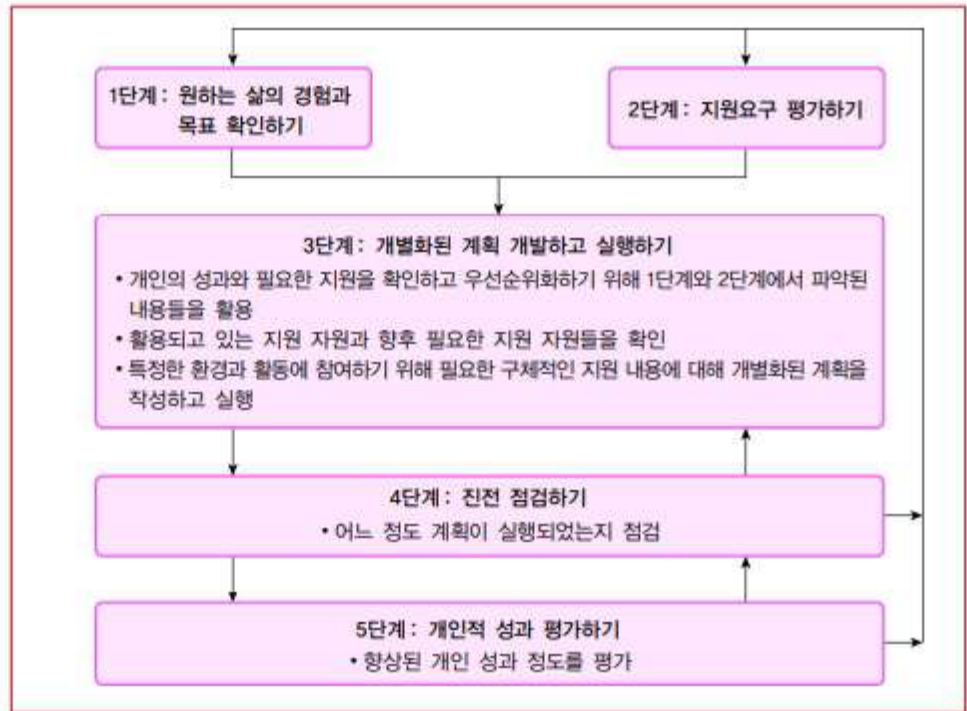 1단계: 원하는 삶의 경험과
목표 확인하기
2단계: 지원요구 평가하기
3단계: 개별화된 계획 개발하고 실행하기
• 개인의 성과와 필요한 지원을 확인하고 우선순위화하기 위해 1단계와 2단계에서 파악된
내용들을 활용
• 활용되고 있는 지원 자원과 향후 필요한 지원 자원들을 확인
• 특정한 환경과 활동에 참여하기 위해 필요한 구체적인 지원 내용에 대해 개별화된 계획을
작성하고 실행
4단계: 진전 점검하기
• 어느 정도 계획이 실행되었는지 점검
5단계: 개인적 성과 평가하기
• 향상된 개인 성과 정도를 평가